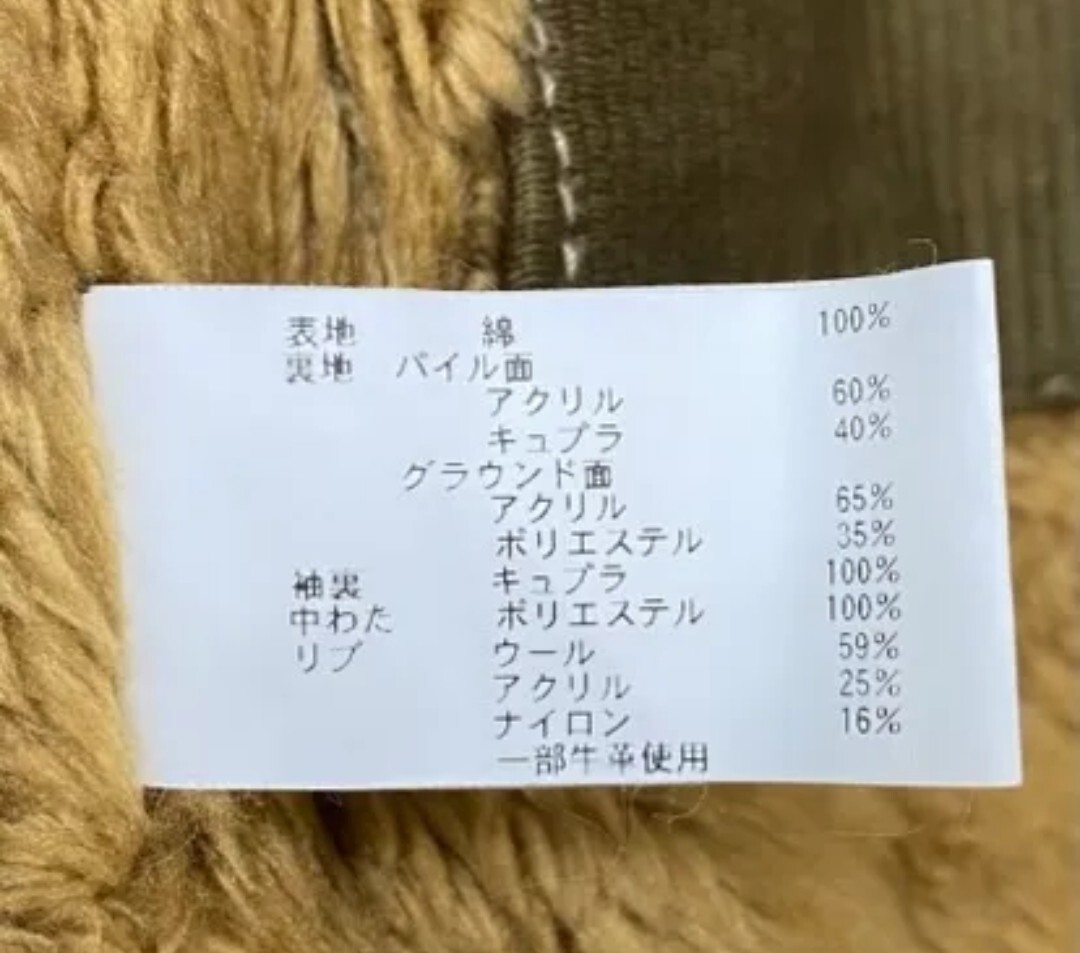 表地 綿 100%
裏地 パイル面
アクリル 60%
キュプラ 40%
グラウンド面
アクリル 65%
ポリエステル 35%
袖裏 キュプラ 100%
中わた ポリエステル 100%
リブ ウール 59%
アクリル 25%
ナイロン 16%
一部牛革使用